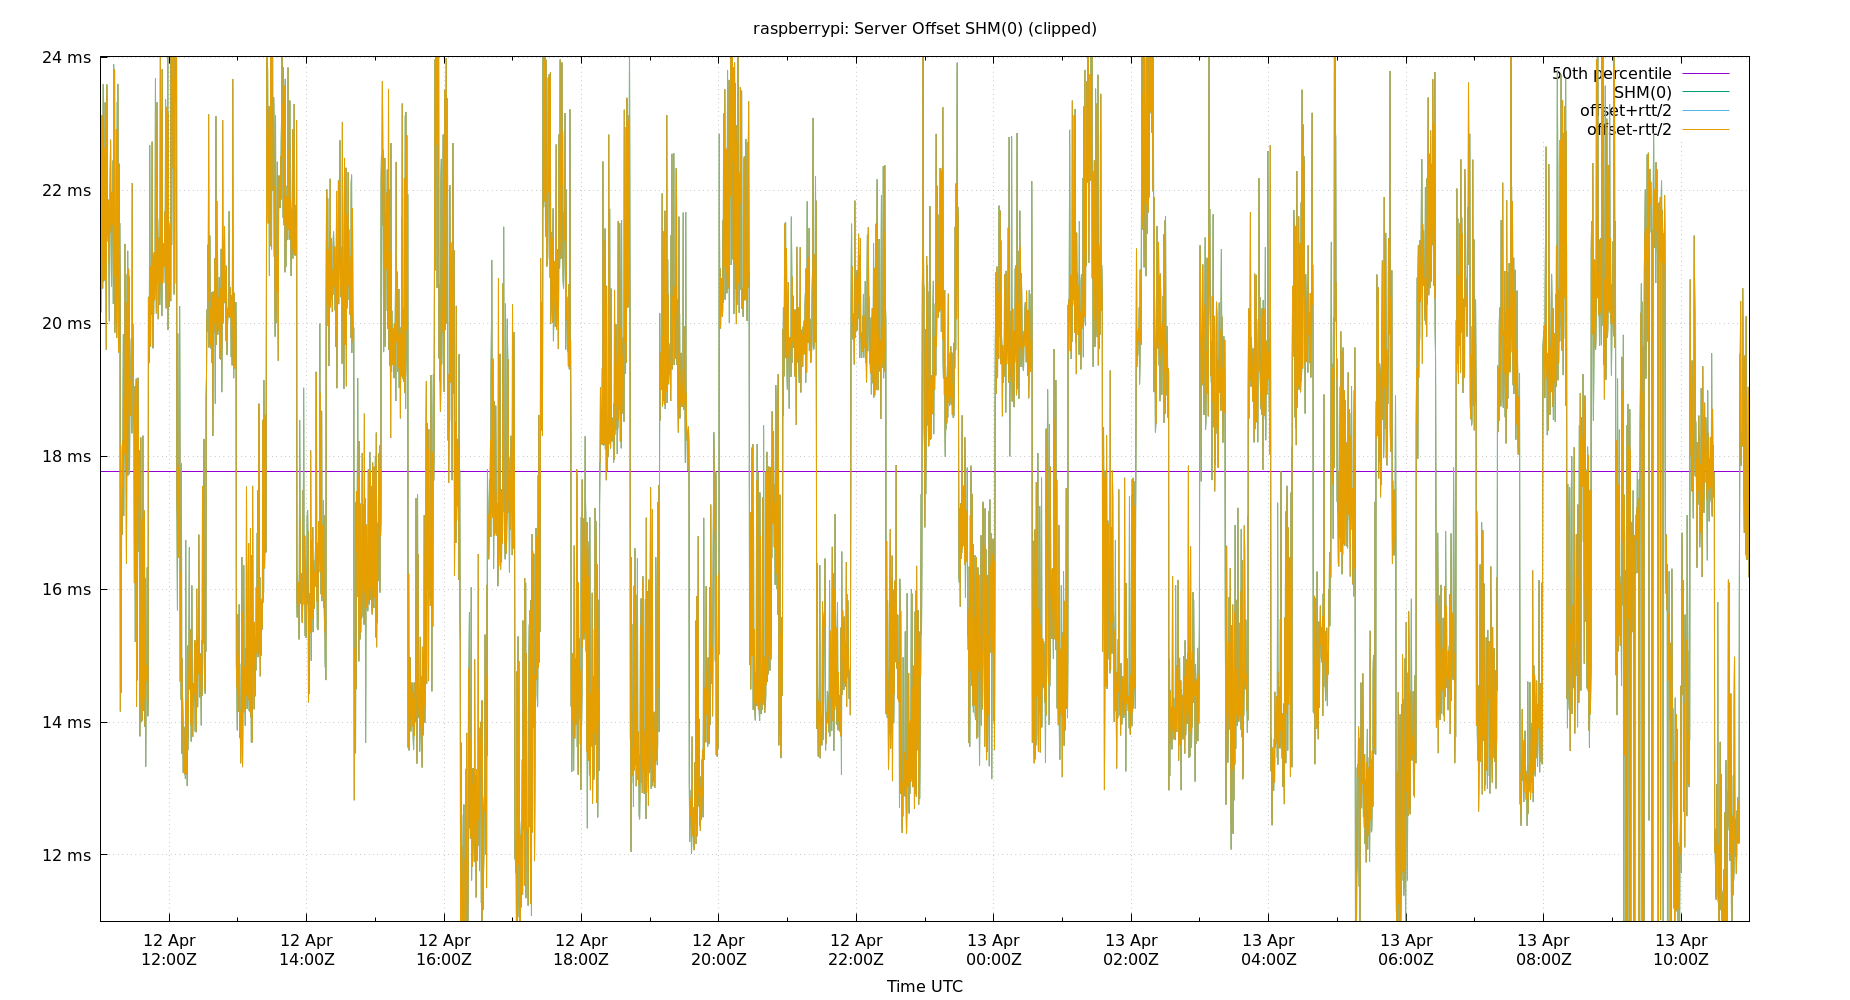 raspberrypi: Server Offset SHM(0) (clipped)
24 ms
22 ms
20 ms
18 ms
16 ms
14 ms
12 ms
50th percentile
SHM(0)
offset+rtt/2
offset-rtt/2
12 Apr 12 Apr 12 Apr 12 Apr 12 Apr 12 Apr 13 Apr 13 Apr 13 Apr 13 Apr 13 Apr 13 Apr
12:00Z 14:00Z 16:00Z 18:00Z 20:00Z 22:00Z 00:00Z 02:00Z 04:00Z 06:00Z 08:00Z 10:00Z
Time UTC